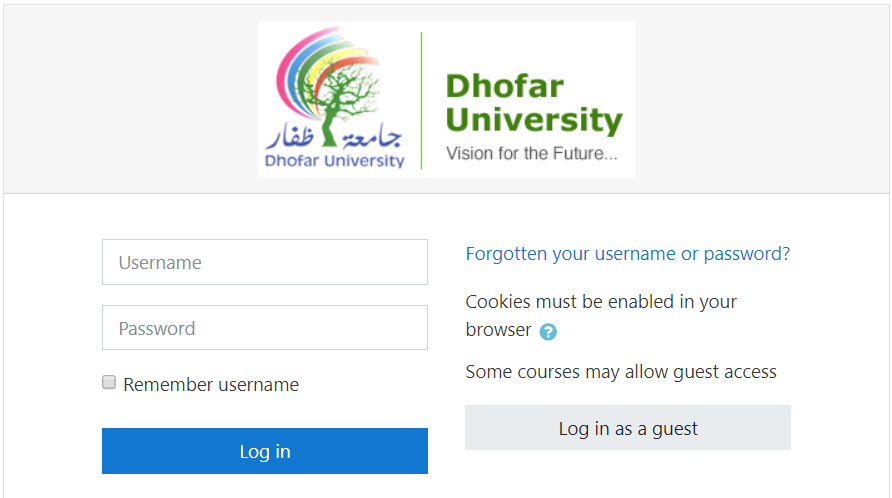 جامعة ظفار
Dhofar University
Dhofar
University
Vision for the Future...
Username
Password
Remember username
Log in
Forgotten your username or password?
Cookies must be enabled in your
browser ?
Some courses may allow guest access
Log in as a guest